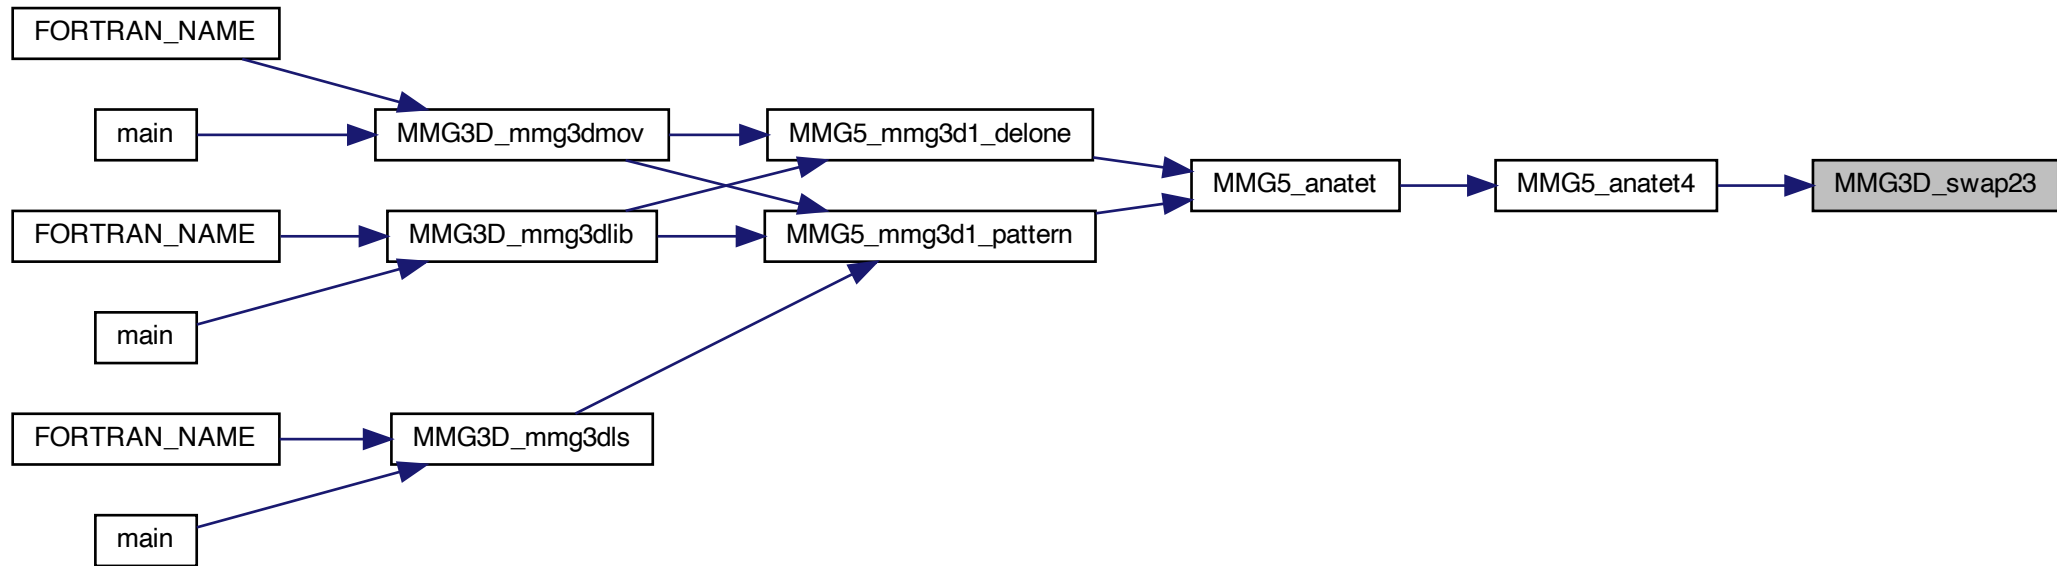 FORTRAN_NAME
main
MMG3D_mmg3dmov
MMG5_mmg3d1_delone
MMG5_anatet
MMG5_anatet4
MMG3D_swap23
FORTRAN_NAME
MMG3D_mmg3dlib
MMG5_mmg3d1_pattern
main
FORTRAN_NAME
MMG3D_mmg3dls
main